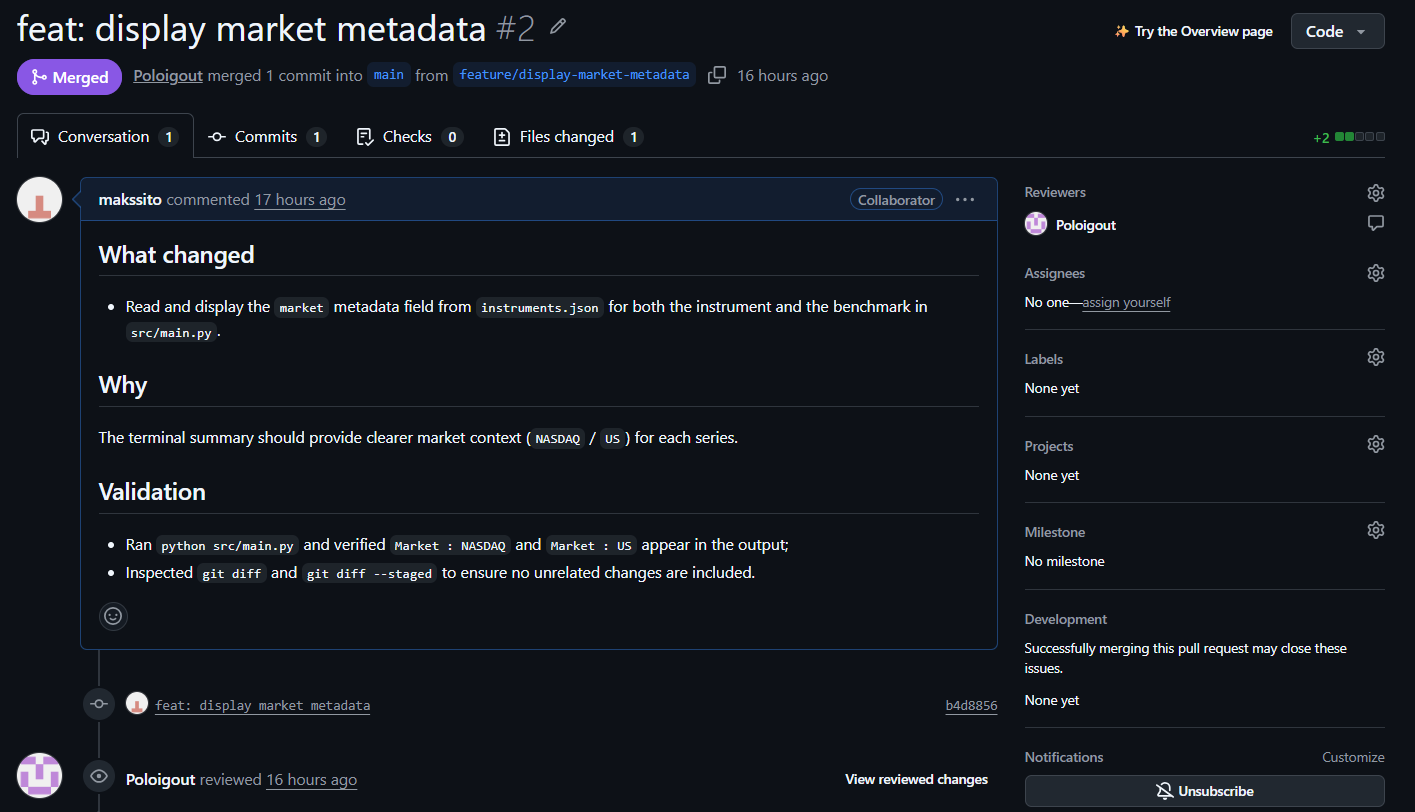 feat: display market metadata #2
Try the Overview page
Code
Merged
Poloigout merged 1 commit into main from feature/display-market-metadata 16 hours ago
Conversation 1
Commits 1
Checks 0
Files changed 1
+2
makssito commented 17 hours ago
Collaborator
What changed
Read and display the market metadata field from instruments.json for both the instrument and the benchmark in
src/main.py.
Why
The terminal summary should provide clearer market context (NASDAQ / US) for each series.
Validation
Ran python src/main.py and verified Market : NASDAQ and Market : US appear in the output;
Inspected git diff and git diff --staged to ensure no unrelated changes are included.
feat: display market metadata
b4d8856
Poloigout reviewed 16 hours ago
View reviewed changes
Reviewers
Poloigout
Assignees
No one—assign yourself
Labels
None yet
Projects
None yet
Milestone
No milestone
Development
Successfully merging this pull request may close these
issues.
None yet
Notifications
Customize
Unsubscribe